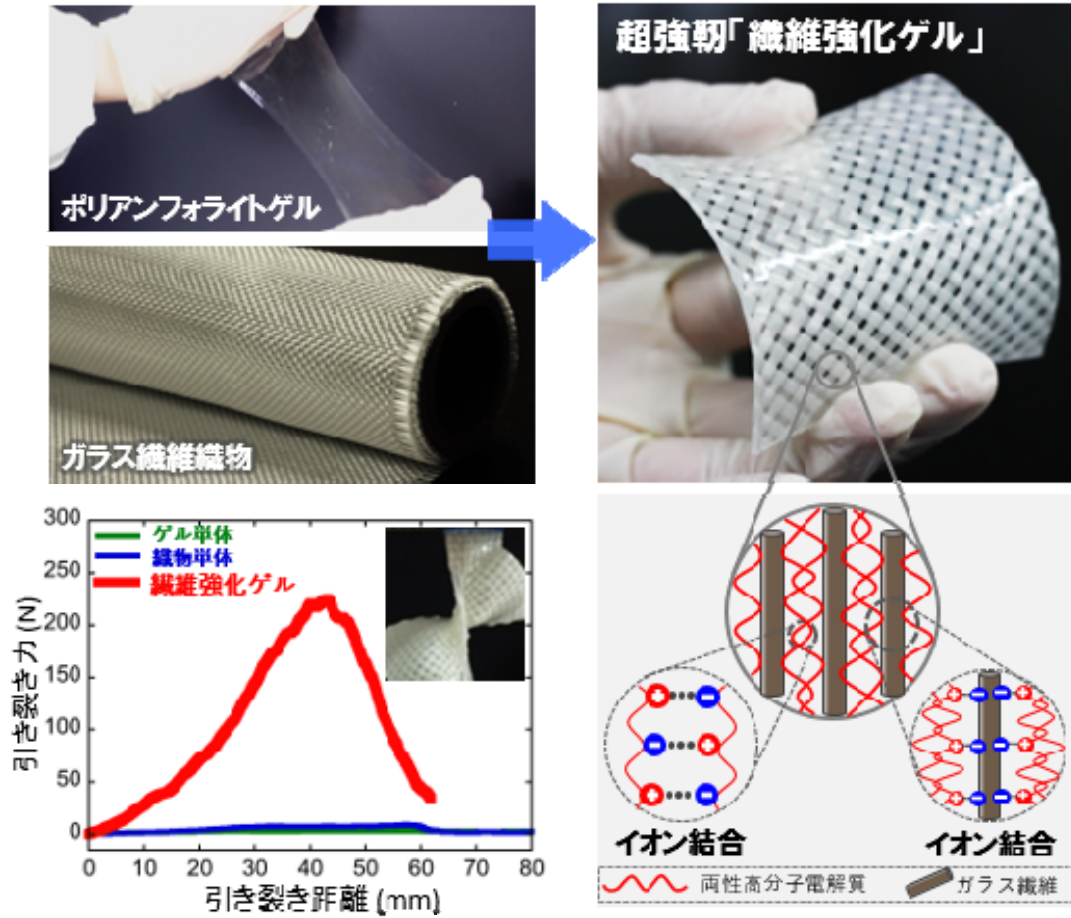 ポリアンフォライトゲル
ガラス繊維織物
超強靭「繊維強化ゲル」
300
250
200
150
100
50
0
引き裂き力 (N)
ゲル単体
織物単体
繊維強化ゲル
0 10 20 30 40 50 60 70 80
引き裂き距離 (mm)
+ −
− +
+ −
+ − − +
+ − − +
+ − − +
イオン結合
イオン結合
両性高分子電解質
ガラス繊維